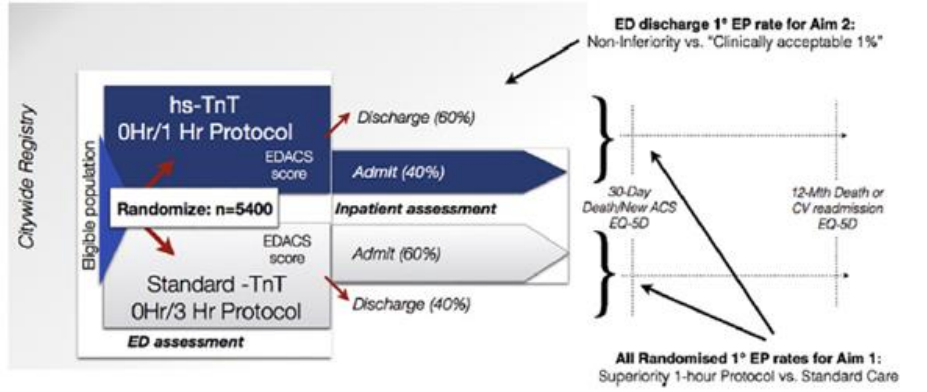 ED discharge 1° EP rate for Aim 2:
Non-Inferiority vs. "Clinically acceptable 1%"
Citywide Registry
Eligible population
hs-TnT
0Hr/1 Hr Protocol
EDACS
score
Discharge (60%)
Admit (40%)
Randomize: n=5400
Inpatient assessment
30-Day
Death/New ACS
EQ-5D
12-Mth Death or
CV readmission
EQ-5D
EDACS
score
Admit (60%)
Standard -TnT
0Hr/3 Hr Protocol
Discharge (40%)
ED assessment
All Randomised 1° EP rates for Aim 1:
Superiority 1-hour Protocol vs. Standard Care